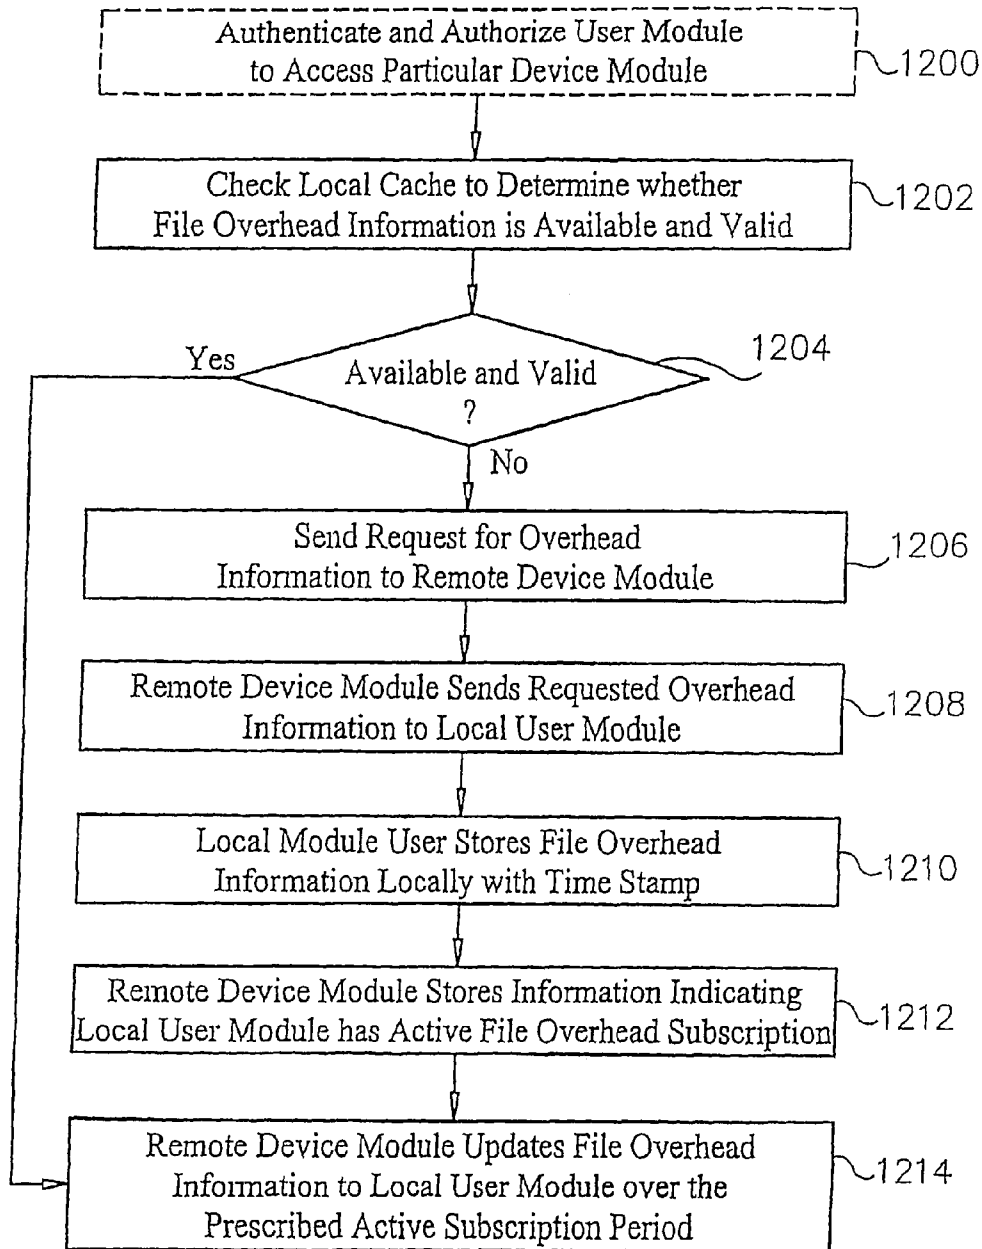 Authenticate and Authorize User Module
to Access Particular Device Module
1200
Check Local Cache to Determine whether
File Overhead Information is Available and Valid
1202
Yes
Available and Valid
?
1204
No
Send Request for Overhead
Information to Remote Device Module
1206
Remote Device Module Sends Requested Overhead
Information to Local User Module
1208
Local Module User Stores File Overhead
Information Locally with Time Stamp
1210
Remote Device Module Stores Information Indicating
Local User Module has Active File Overhead Subscription
1212
Remote Device Module Updates File Overhead
Information to Local User Module over the
Prescribed Active Subscription Period
1214